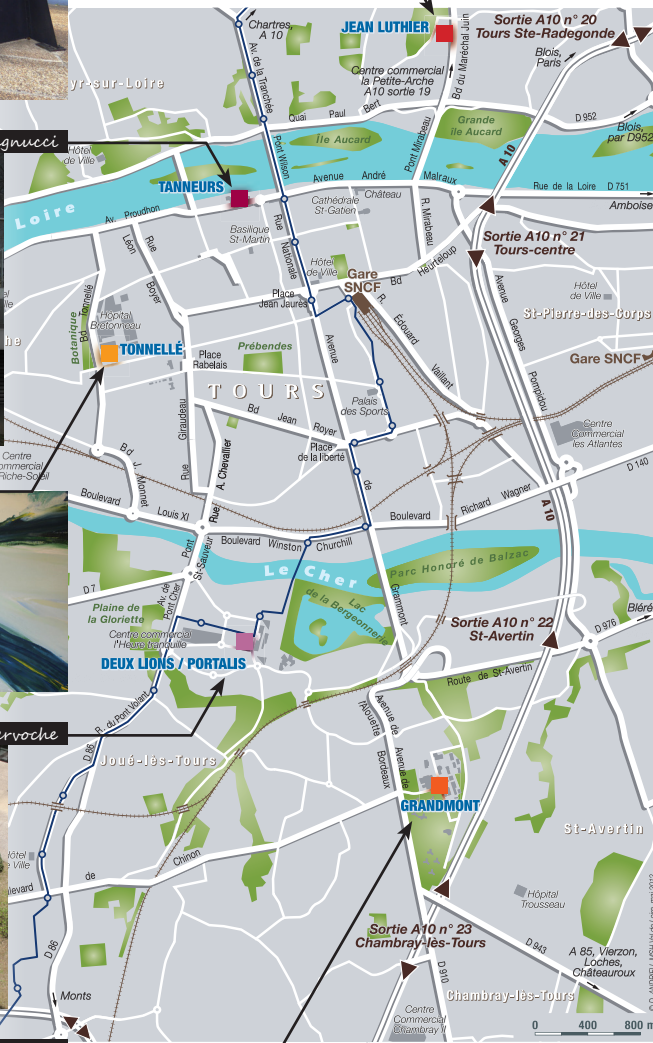 Chartres,
A 10
JEAN LUTHIER
Sortie A10 n° 20
Tours Ste-Radegonde
Blois,
Paris
Av. de la Tranchée
Bd du Maréchal Juin
Centre commercial
la Petite-Arche
A10 sortie 19
yr-sur-Loire
Quai Paul Bert
Grande
île Aucard
D 952
Blois,
par D952
gnucci
Hôtel
de Ville
Île Aucard
Pont Wilson
Pont Mirabeau
A 10
TANNEURS
Avenue André Malraux
Rue de la Loire D 751
Amboise
Château
Cathédrale
St-Gatien
Loire
Av. Proudhon
Basilique
St-Martin
Rue
Nationale
R. Mirabeau
Sortie A10 n° 21
Tours-centre
Léon
Rue
Boyer
Hôtel
de Ville
Gare
SNCF
Bd Heurteloup
Place
Jean Jaurès
R. Édouard Vaillant
Avenue Georges Pompidou
Hôtel
de Ville
St-Pierre-des-Corps
Gare SNCF
Bd Tonnellé
Hôpital
Bretonneau
Botanique
he
TONNELLÉ
Place
Rabelais
Prébendes
Avenue
TOURS
Palais
des Sports
Bd Jean Royer
Place
de la liberté
Giraudeau
Rue
A. Chevallier
Rue
Centre
Commercial
les Atlantes
D 140
Centre
ommercial
Riche-Soleil
Bd J. Monnet
de
Boulevard Louis XI
Boulevard
Richard Wagner
A 10
Boulevard Winston Churchill
Pont
St-Sauveur
Le Cher
Parc Honoré de Balzac
Lac
de la Bergeonnerie
Grammont
D 7
Av. de
Pont Cher
Plaine de
la Gloriette
Centre commercial
l'Heure tranquille
DEUX LIONS / PORTALIS
Sortie A10 n° 22
St-Avertin
D 976
Bléré
Route de St-Avertin
R. du Pont Volant
ervoche
D 86
Joué-lès-Tours
Avenue de
l'Alouette
Avenue de
Bordeaux
GRANDMONT
St-Avertin
Hôtel
e Ville
levard de Chinon
Hôpital
Trousseau
Sortie A10 n° 23
Chambray-lès-Tours
D 943
A 85, Vierzon,
Loches,
Châteauroux
D 86
D 910
Monts
Chambray-lès-Tours
Centre
Commercial
Chambray II
0 400 800 m